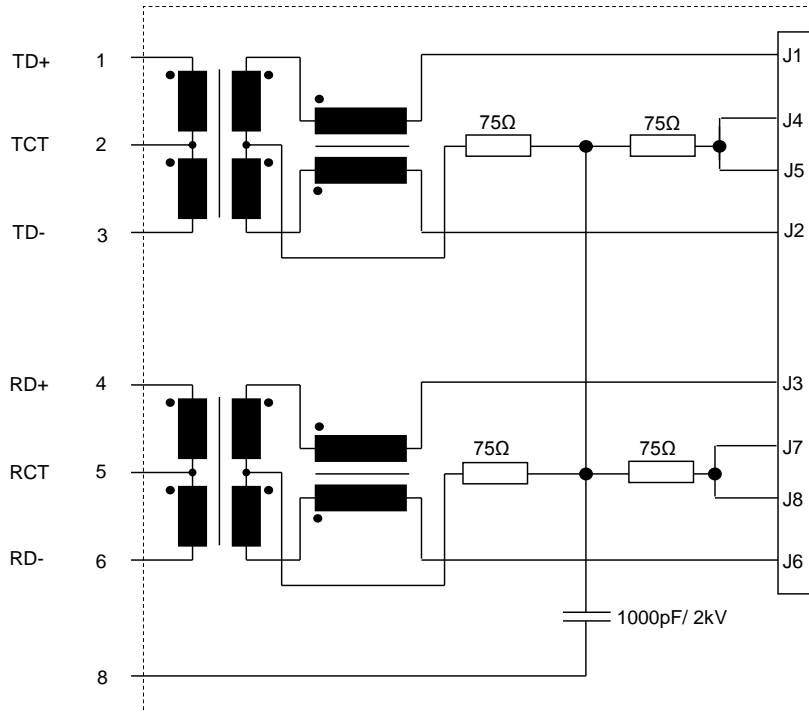 TD+ 1
J1
75Ω 75Ω
J4
TCT 2
J5
TD- 3
J2
RD+ 4
J3
75Ω 75Ω
J7
RCT 5
J8
RD- 6
J6
1000pF/ 2kV
8